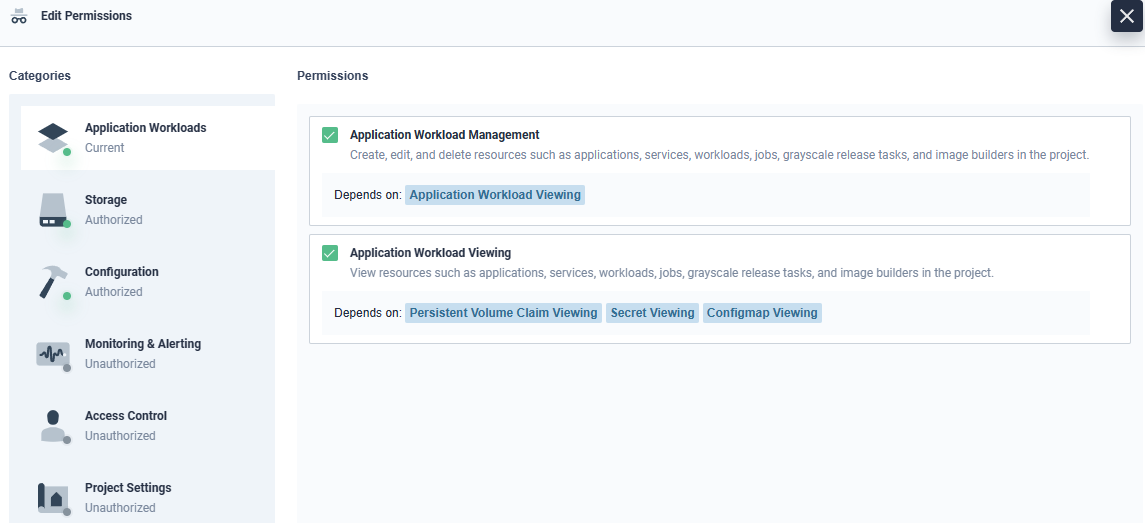 Edit Permissions
Categories
Application Workloads
Current
Storage
Authorized
Configuration
Authorized
Monitoring & Alerting
Unauthorized
Access Control
Unauthorized
Project Settings
Unauthorized
Permissions
Application Workload Management
Create, edit, and delete resources such as applications, services, workloads, jobs, grayscale release tasks, and image builders in the project.
Depends on: Application Workload Viewing
Application Workload Viewing
View resources such as applications, services, workloads, jobs, grayscale release tasks, and image builders in the project.
Depends on: Persistent Volume Claim Viewing Secret Viewing Configmap Viewing